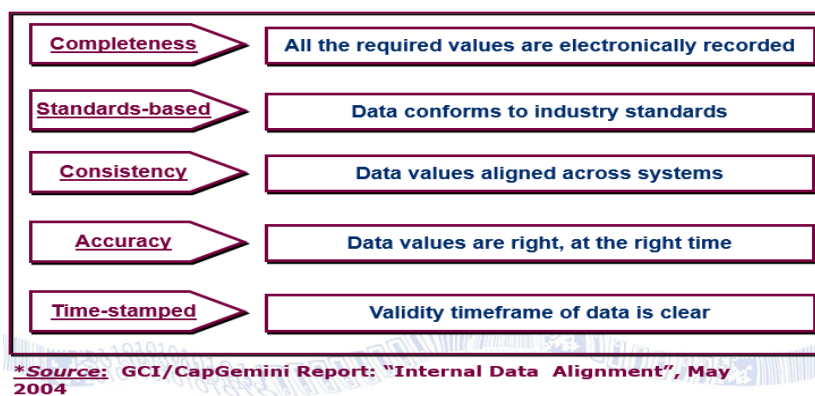 Completeness
All the required values are electronically recorded
Standards-based
Data conforms to industry standards
Consistency
Data values aligned across systems
Accuracy
Data values are right, at the right time
Time-stamped
Validity timeframe of data is clear
*Source: GCI/CapGemini Report: “Internal Data Alignment”, May
2004